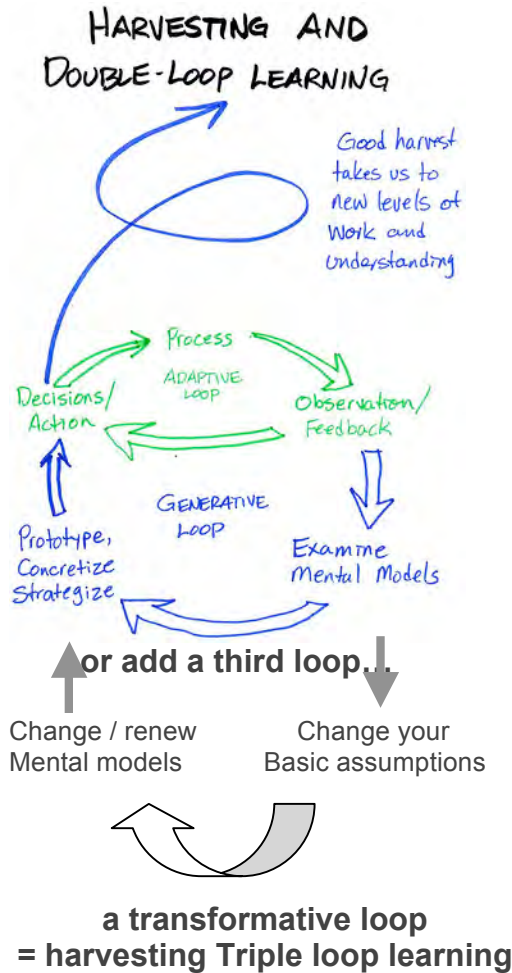 HARVESTING AND
DOUBLE-LOOP LEARNING
Good harvest
takes us to
new levels of
Work and
understanding
Process
ADAPTIVE
LOOP
Decisions/
Action
Observation/
Feedback
GENERATIVE
LOOP
Prototype,
Concretize
Strategize
Examine
Mental Models
or add a third loop...
Change / renew
Mental models
Change your
Basic assumptions
a transformative loop
= harvesting Triple loop learning